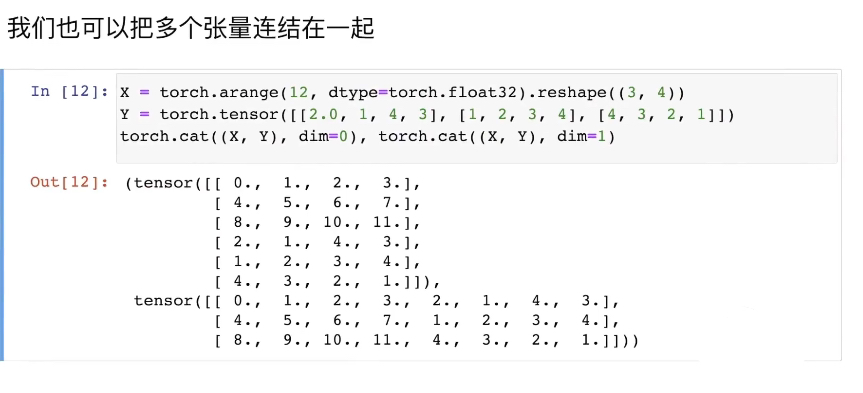 我们也可以把多个张量连结在一起
In [12]: X = torch.arange(12, dtype=torch.float32).reshape((3, 4))
Y = torch.tensor([[2.0, 1, 4, 3], [1, 2, 3, 4], [4, 3, 2, 1]])
torch.cat((X, Y), dim=0), torch.cat((X, Y), dim=1)
Out[12]: (tensor([[ 0.,  1.,  2.,  3.],
[ 4.,  5.,  6.,  7.],
[ 8.,  9., 10., 11.],
[ 2.,  1.,  4.,  3.],
[ 1.,  2.,  3.,  4.],
[ 4.,  3.,  2.,  1.]]),
tensor([[ 0.,  1.,  2.,  3.,  2.,  1.,  4.,  3.],
[ 4.,  5.,  6.,  7.,  1.,  2.,  3.,  4.],
[ 8.,  9., 10., 11.,  4.,  3.,  2.,  1.]]))